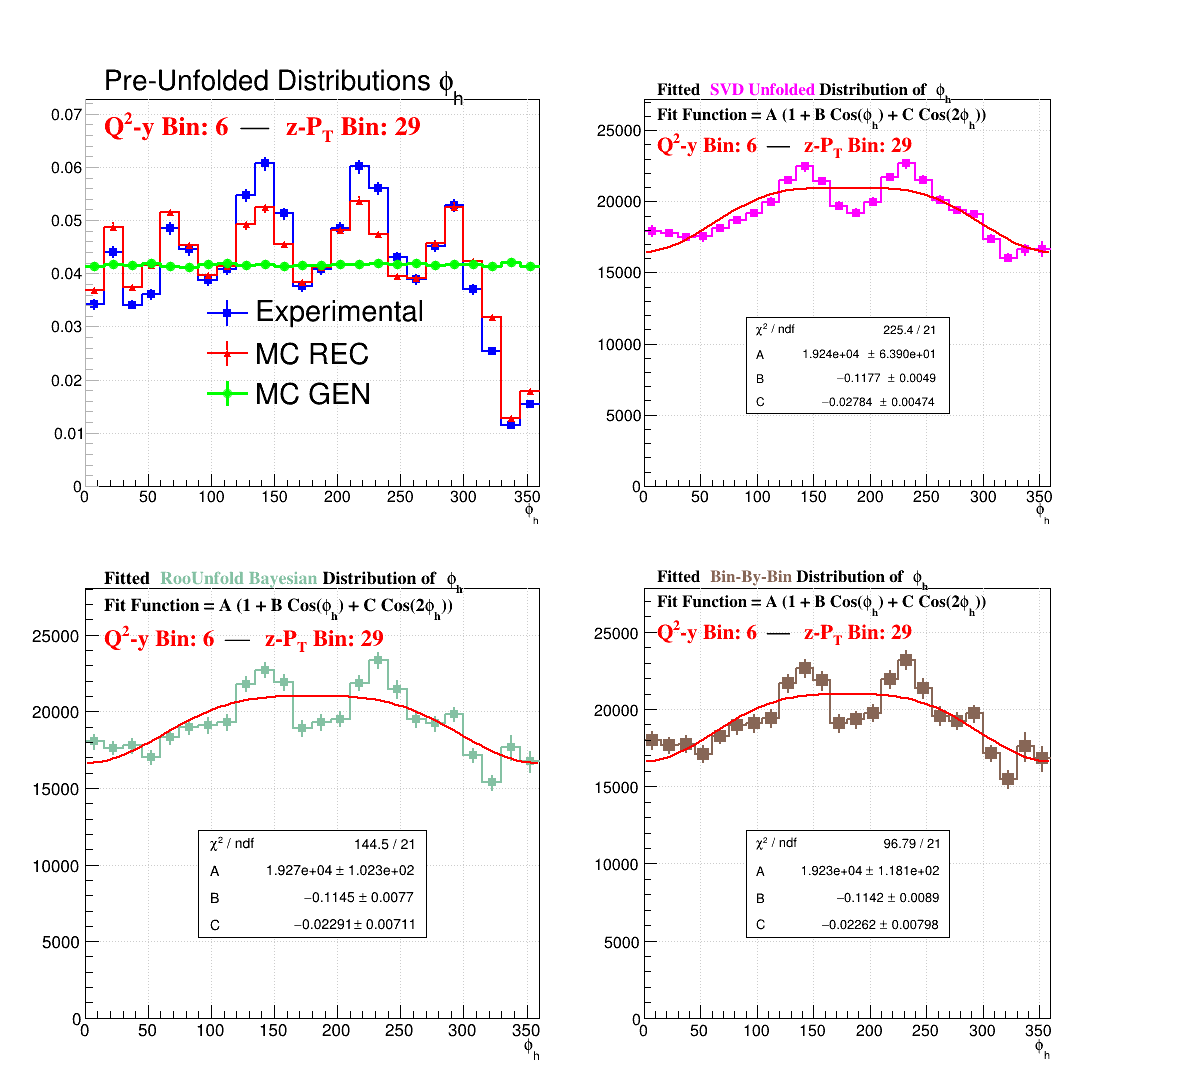 Pre-Unfolded Distributions ϕh
Q²-y Bin: 6 — z-PT Bin: 29
0.07
0.06
0.05
0.04
0.03
0.02
0.01
0
Experimental
MC REC
MC GEN
0 50 100 150 200 250 300 350
ϕh
Fitted SVD Unfolded Distribution of ϕh
Fit Function = A (1 + B Cos(ϕh) + C Cos(2ϕh))
Q²-y Bin: 6 — z-PT Bin: 29
25000
20000
15000
10000
5000
0
χ² / ndf 225.4 / 21
A 1.924e+04 ± 6.390e+01
B −0.1177 ± 0.0049
C −0.02784 ± 0.00474
0 50 100 150 200 250 300 350
ϕh
Fitted RooUnfold Bayesian Distribution of ϕh
Fit Function = A (1 + B Cos(ϕh) + C Cos(2ϕh))
Q²-y Bin: 6 — z-PT Bin: 29
25000
20000
15000
10000
5000
0
χ² / ndf 144.5 / 21
A 1.927e+04 ± 1.023e+02
B −0.1145 ± 0.0077
C −0.02291 ± 0.00711
0 50 100 150 200 250 300 350
ϕh
Fitted Bin-By-Bin Distribution of ϕh
Fit Function = A (1 + B Cos(ϕh) + C Cos(2ϕh))
Q²-y Bin: 6 — z-PT Bin: 29
25000
20000
15000
10000
5000
0
χ² / ndf 96.79 / 21
A 1.923e+04 ± 1.181e+02
B −0.1142 ± 0.0089
C −0.02262 ± 0.00798
0 50 100 150 200 250 300 350
ϕh